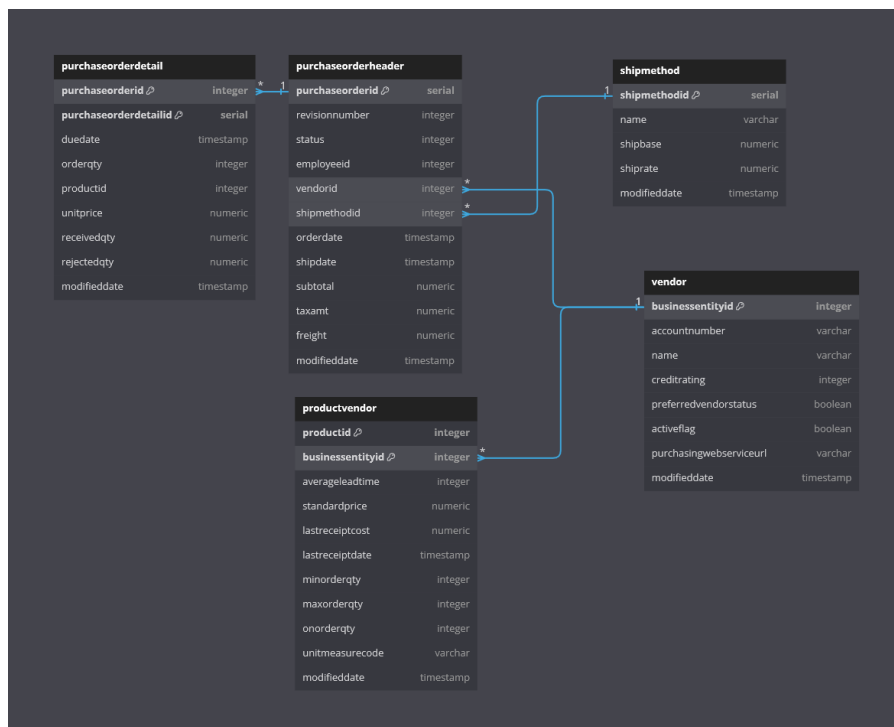 purchaseorderdetail
purchaseorderid integer
purchaseorderdetailid serial
duedate timestamp
orderqty integer
productid integer
unitprice numeric
receivedqty numeric
rejectedqty numeric
modifieddate timestamp
* 1
purchaseorderheader
purchaseorderid serial
revisionnumber integer
status integer
employeeid integer
vendorid integer *
shipmethodid integer *
orderdate timestamp
shipdate timestamp
subtotal numeric
taxamt numeric
freight numeric
modifieddate timestamp
shipmethod
1 shipmethodid serial
name varchar
shipbase numeric
shiprate numeric
modifieddate timestamp
vendor
1 businessentityid integer
accountnumber varchar
name varchar
creditrating integer
preferredvendorstatus boolean
activeflag boolean
purchasingwebserviceurl varchar
modifieddate timestamp
productvendor
productid integer
businessentityid integer *
averageleadtime integer
standardprice numeric
lastreceiptcost numeric
lastreceiptdate timestamp
minorderqty integer
maxorderqty integer
onorderqty integer
unitmeasurecode varchar
modifieddate timestamp